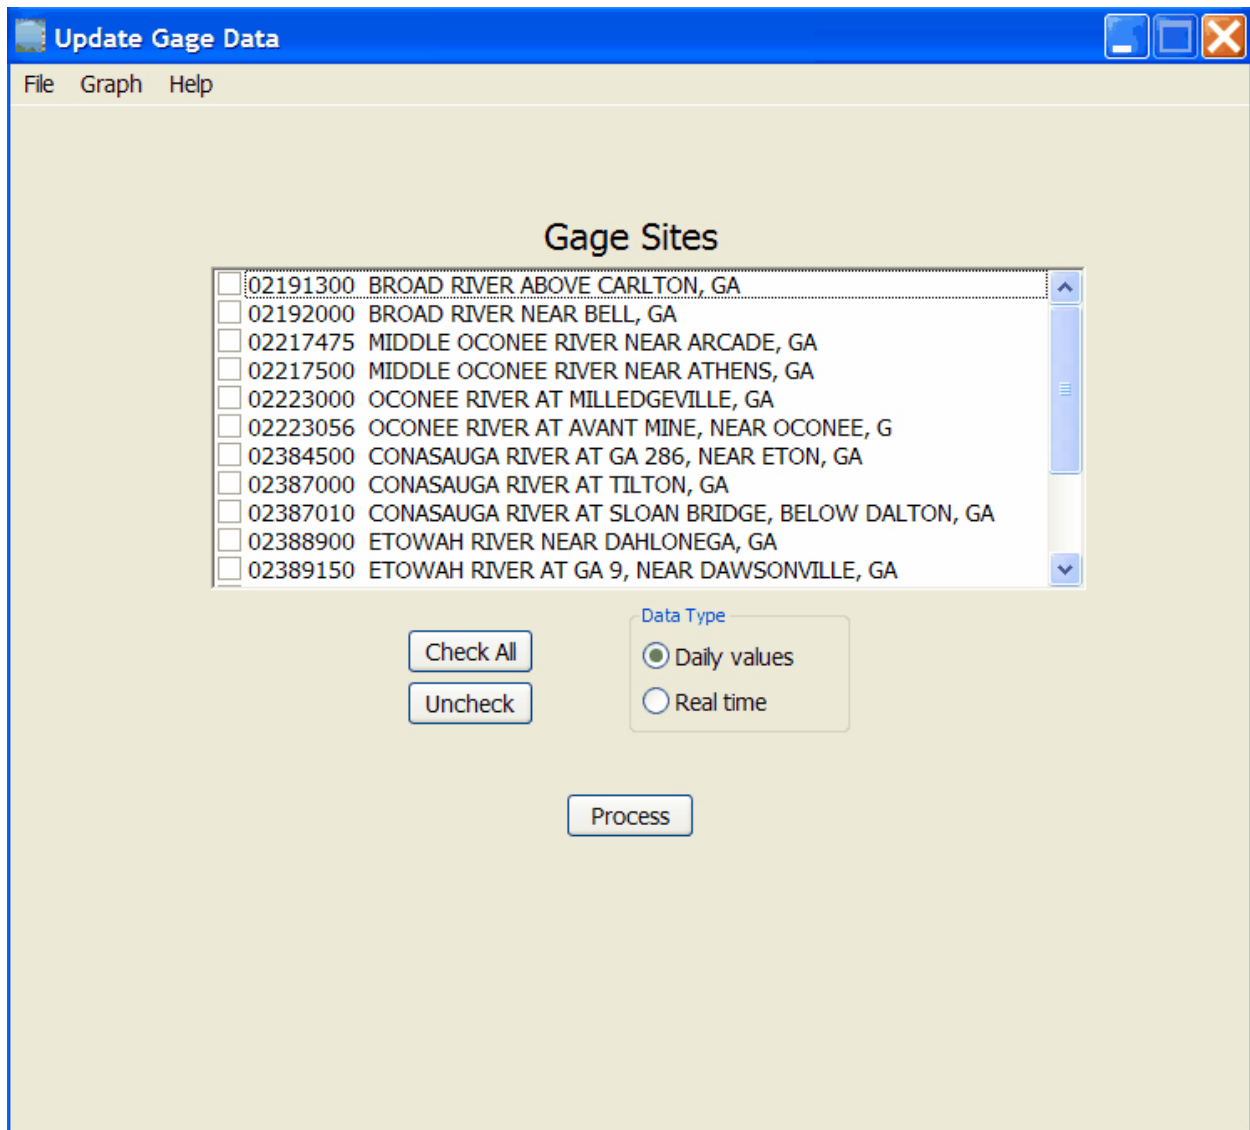 Update Gage Data
File Graph Help
Gage Sites
02191300 BROAD RIVER ABOVE CARLTON, GA
02192000 BROAD RIVER NEAR BELL, GA
02217475 MIDDLE OCONEE RIVER NEAR ARCADE, GA
02217500 MIDDLE OCONEE RIVER NEAR ATHENS, GA
02223000 OCONEE RIVER AT MILLEDGEVILLE, GA
02223056 OCONEE RIVER AT AVANT MINE, NEAR OCONEE, G
02384500 CONASAUGA RIVER AT GA 286, NEAR ETON, GA
02387000 CONASAUGA RIVER AT TILTON, GA
02387010 CONASAUGA RIVER AT SLOAN BRIDGE, BELOW DALTON, GA
02388900 ETOWAH RIVER NEAR DAHLONEGA, GA
02389150 ETOWAH RIVER AT GA 9, NEAR DAWSONVILLE, GA
Data Type
Check All
Daily values
Uncheck
Real time
Process